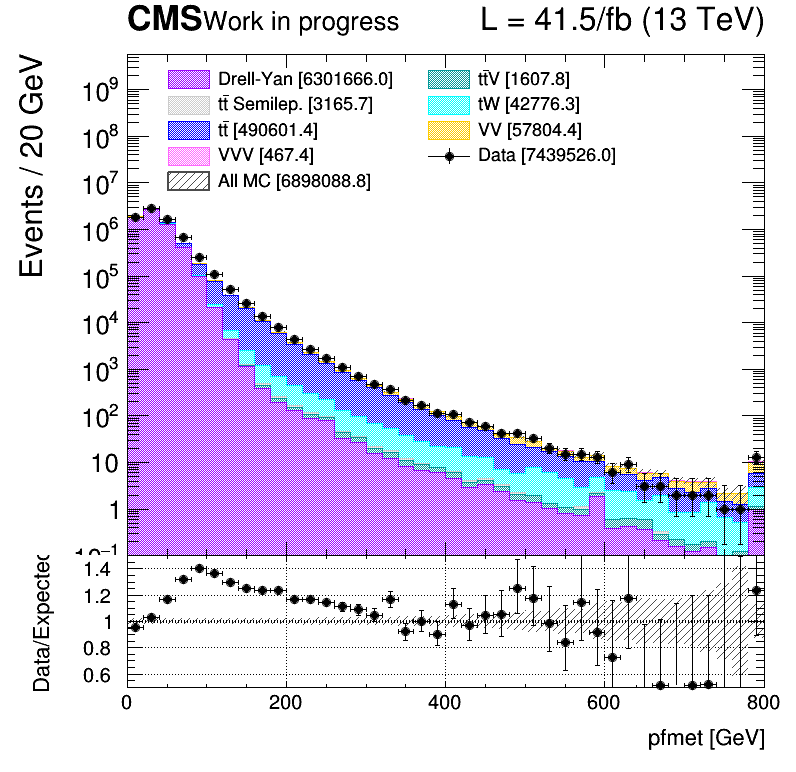 CMS Work in progress L = 41.5/fb (13 TeV)
Events / 20 GeV
Drell-Yan [6301666.0]
tt̄ Semilep. [3165.7]
tt̄ [490601.4]
VVV [467.4]
All MC [6898088.8]
tt̄V [1607.8]
tW [42776.3]
VV [57804.4]
Data [7439526.0]
10⁹
10⁸
10⁷
10⁶
10⁵
10⁴
10³
10²
10
1
10⁻¹
Data/Expected
1.4
1.2
1
0.8
0.6
0 200 400 600 800
pfmet [GeV]